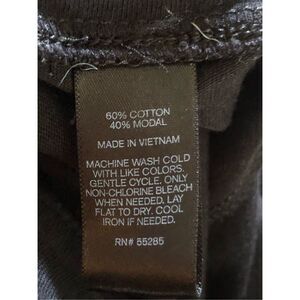 60% COTTON
40% MODAL
MADE IN VIETNAM
MACHINE WASH COLD
WITH LIKE COLORS,
GENTLE CYCLE. ONLY
NON-CHLORINE BLEACH
WHEN NEEDED. LAY
FLAT TO DRY. COOL
IRON IF NEEDED.
RN# 55285